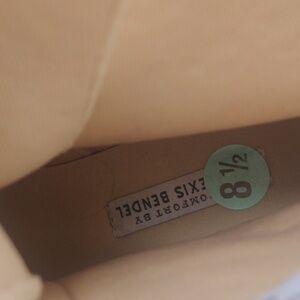 OMFORT BY
EXIS BENDEL
8 1/2